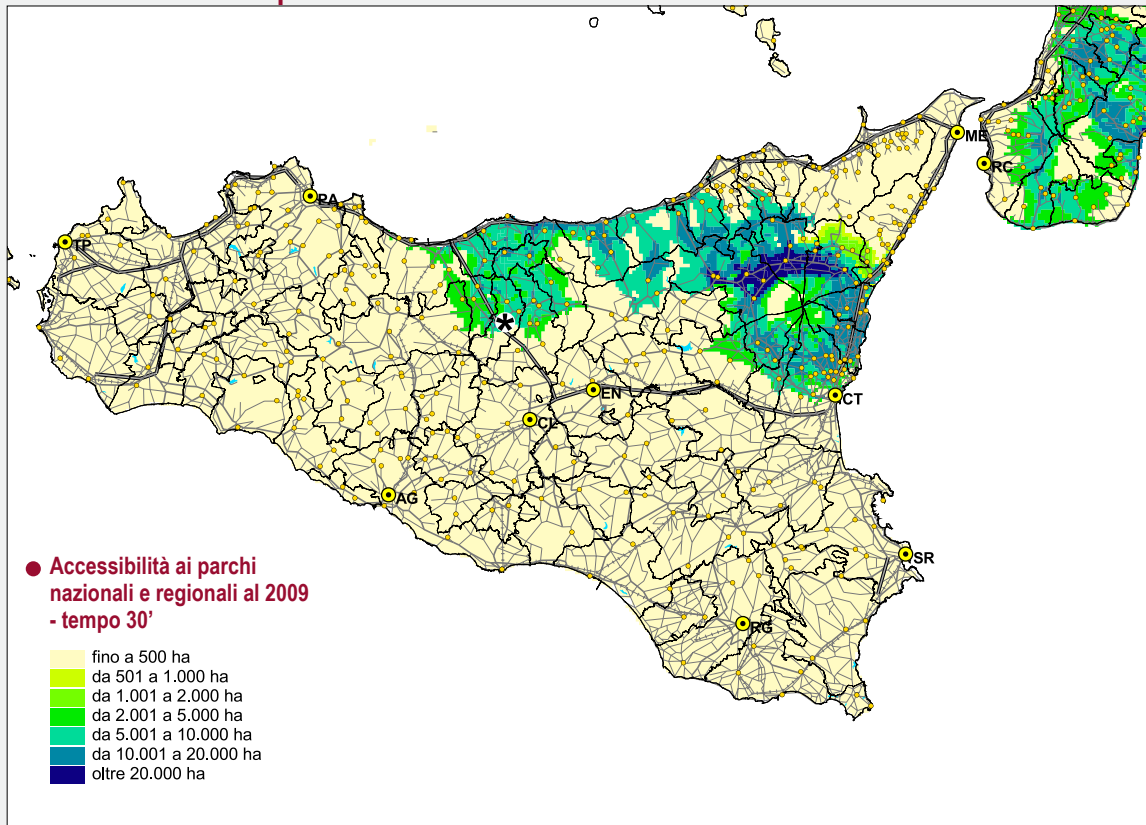 ME
RC
PA
TP
EN
CL
CT
AG
SR
RG
● Accessibilità ai parchi
nazionali e regionali al 2009
- tempo 30’
fino a 500 ha
da 501 a 1.000 ha
da 1.001 a 2.000 ha
da 2.001 a 5.000 ha
da 5.001 a 10.000 ha
da 10.001 a 20.000 ha
oltre 20.000 ha